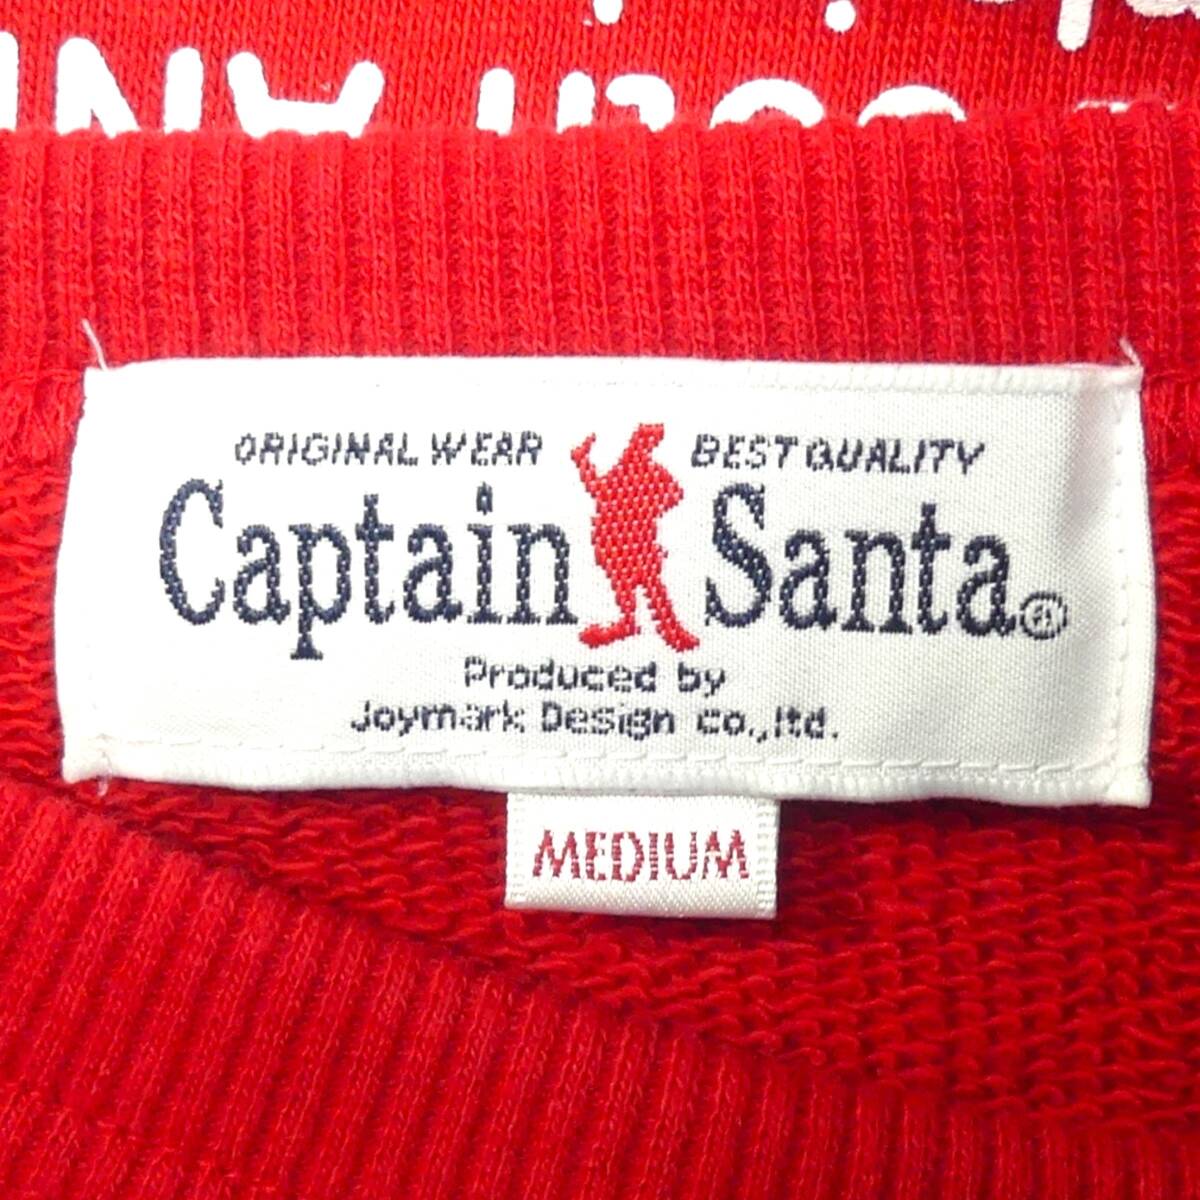 ORIGINAL WEAR BEST QUALITY
Captain Santa®
Produced by
Joymark Design co.,ltd.
MEDIUM